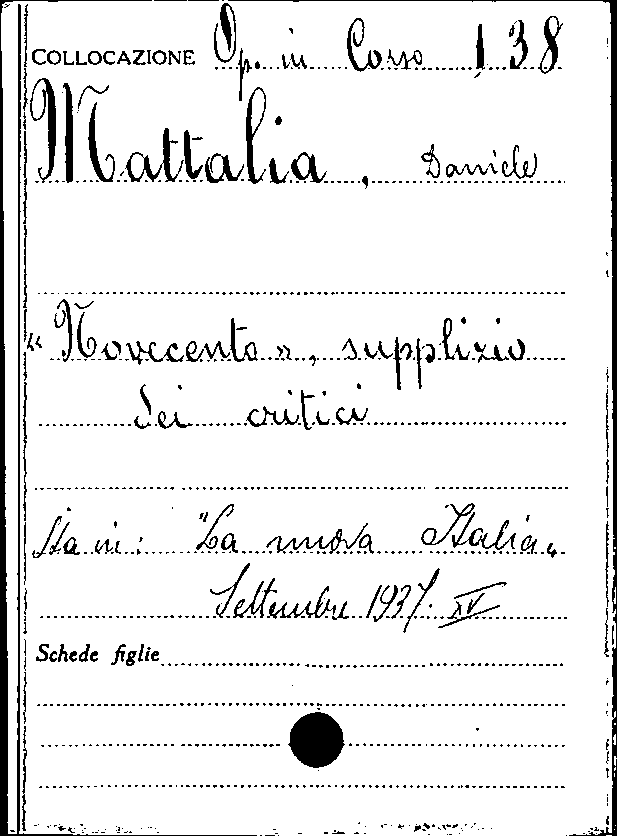 COLLOCAZIONE Op. in Corso 138
Mattalia, Daniele
"Novecento", supplizio
dei critici
Sta in: "La nuova Italia"
Settembre 1937. XV
Schede figlie